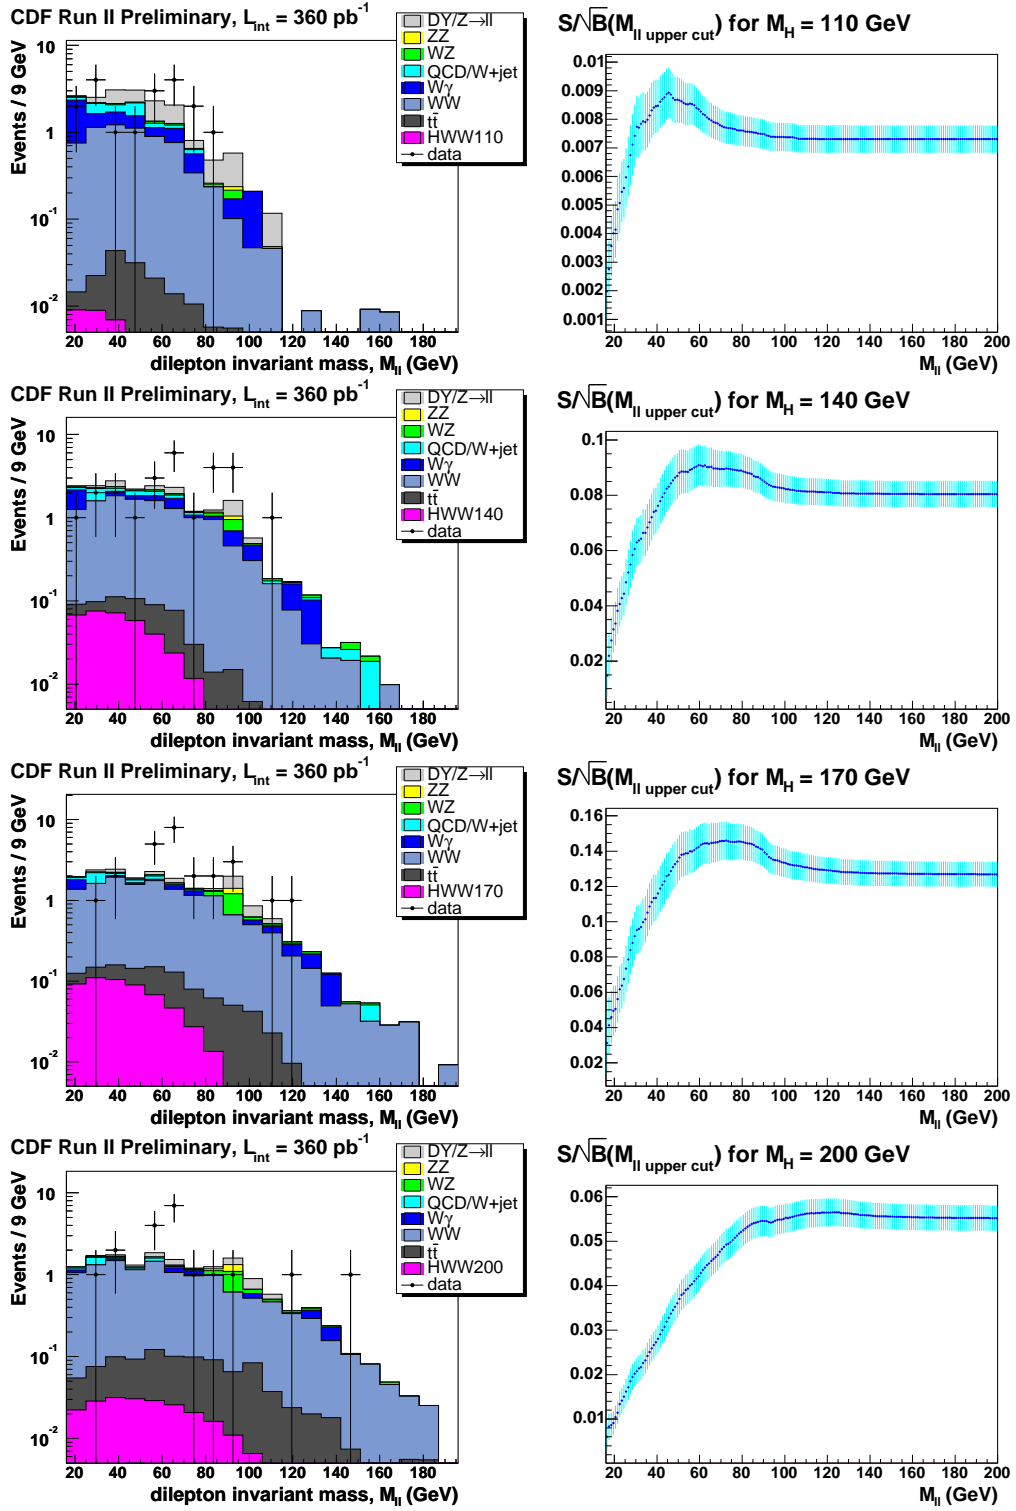 CDF Run II Preliminary, L_int = 360 pb^-1
Events / 9 GeV
10
1
10^-1
10^-2
DY/Z→ll
ZZ
WZ
QCD/W+jet
Wγ
WW
tt̄
HWW110
data
20 40 60 80 100 120 140 160 180
dilepton invariant mass, M_ll (GeV)
S/√B(M_ll upper cut) for M_H = 110 GeV
0.01
0.009
0.008
0.007
0.006
0.005
0.004
0.003
0.002
0.001
20 40 60 80 100 120 140 160 180 200
M_ll (GeV)
CDF Run II Preliminary, L_int = 360 pb^-1
Events / 9 GeV
10
1
10^-1
10^-2
DY/Z→ll
ZZ
WZ
QCD/W+jet
Wγ
WW
tt̄
HWW140
data
20 40 60 80 100 120 140 160 180
dilepton invariant mass, M_ll (GeV)
S/√B(M_ll upper cut) for M_H = 140 GeV
0.1
0.08
0.06
0.04
0.02
20 40 60 80 100 120 140 160 180 200
M_ll (GeV)
CDF Run II Preliminary, L_int = 360 pb^-1
Events / 9 GeV
10
1
10^-1
10^-2
DY/Z→ll
ZZ
WZ
QCD/W+jet
Wγ
WW
tt̄
HWW170
data
20 40 60 80 100 120 140 160 180
dilepton invariant mass, M_ll (GeV)
S/√B(M_ll upper cut) for M_H = 170 GeV
0.16
0.14
0.12
0.1
0.08
0.06
0.04
0.02
20 40 60 80 100 120 140 160 180 200
M_ll (GeV)
CDF Run II Preliminary, L_int = 360 pb^-1
Events / 9 GeV
10
1
10^-1
10^-2
DY/Z→ll
ZZ
WZ
QCD/W+jet
Wγ
WW
tt̄
HWW200
data
20 40 60 80 100 120 140 160 180
dilepton invariant mass, M_ll (GeV)
S/√B(M_ll upper cut) for M_H = 200 GeV
0.06
0.05
0.04
0.03
0.02
0.01
20 40 60 80 100 120 140 160 180 200
M_ll (GeV)